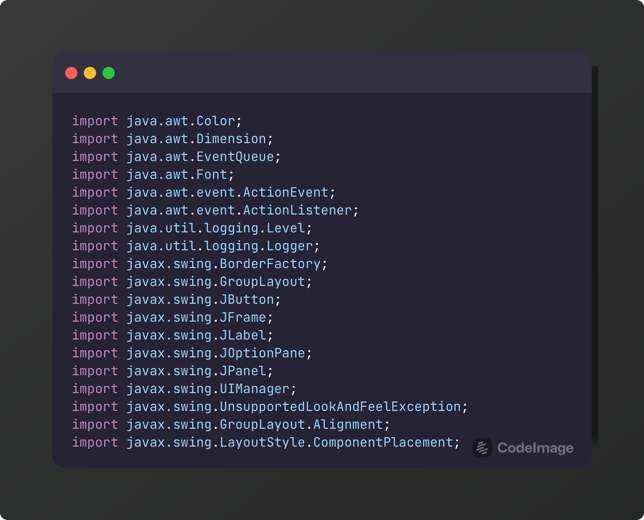 import java.awt.Color;
import java.awt.Dimension;
import java.awt.EventQueue;
import java.awt.Font;
import java.awt.event.ActionEvent;
import java.awt.event.ActionListener;
import java.util.logging.Level;
import java.util.logging.Logger;
import javax.swing.BorderFactory;
import javax.swing.GroupLayout;
import javax.swing.JButton;
import javax.swing.JFrame;
import javax.swing.JLabel;
import javax.swing.JOptionPane;
import javax.swing.JPanel;
import javax.swing.UIManager;
import javax.swing.UnsupportedLookAndFeelException;
import javax.swing.GroupLayout.Alignment;
import javax.swing.LayoutStyle.ComponentPlacement;
CodeImage